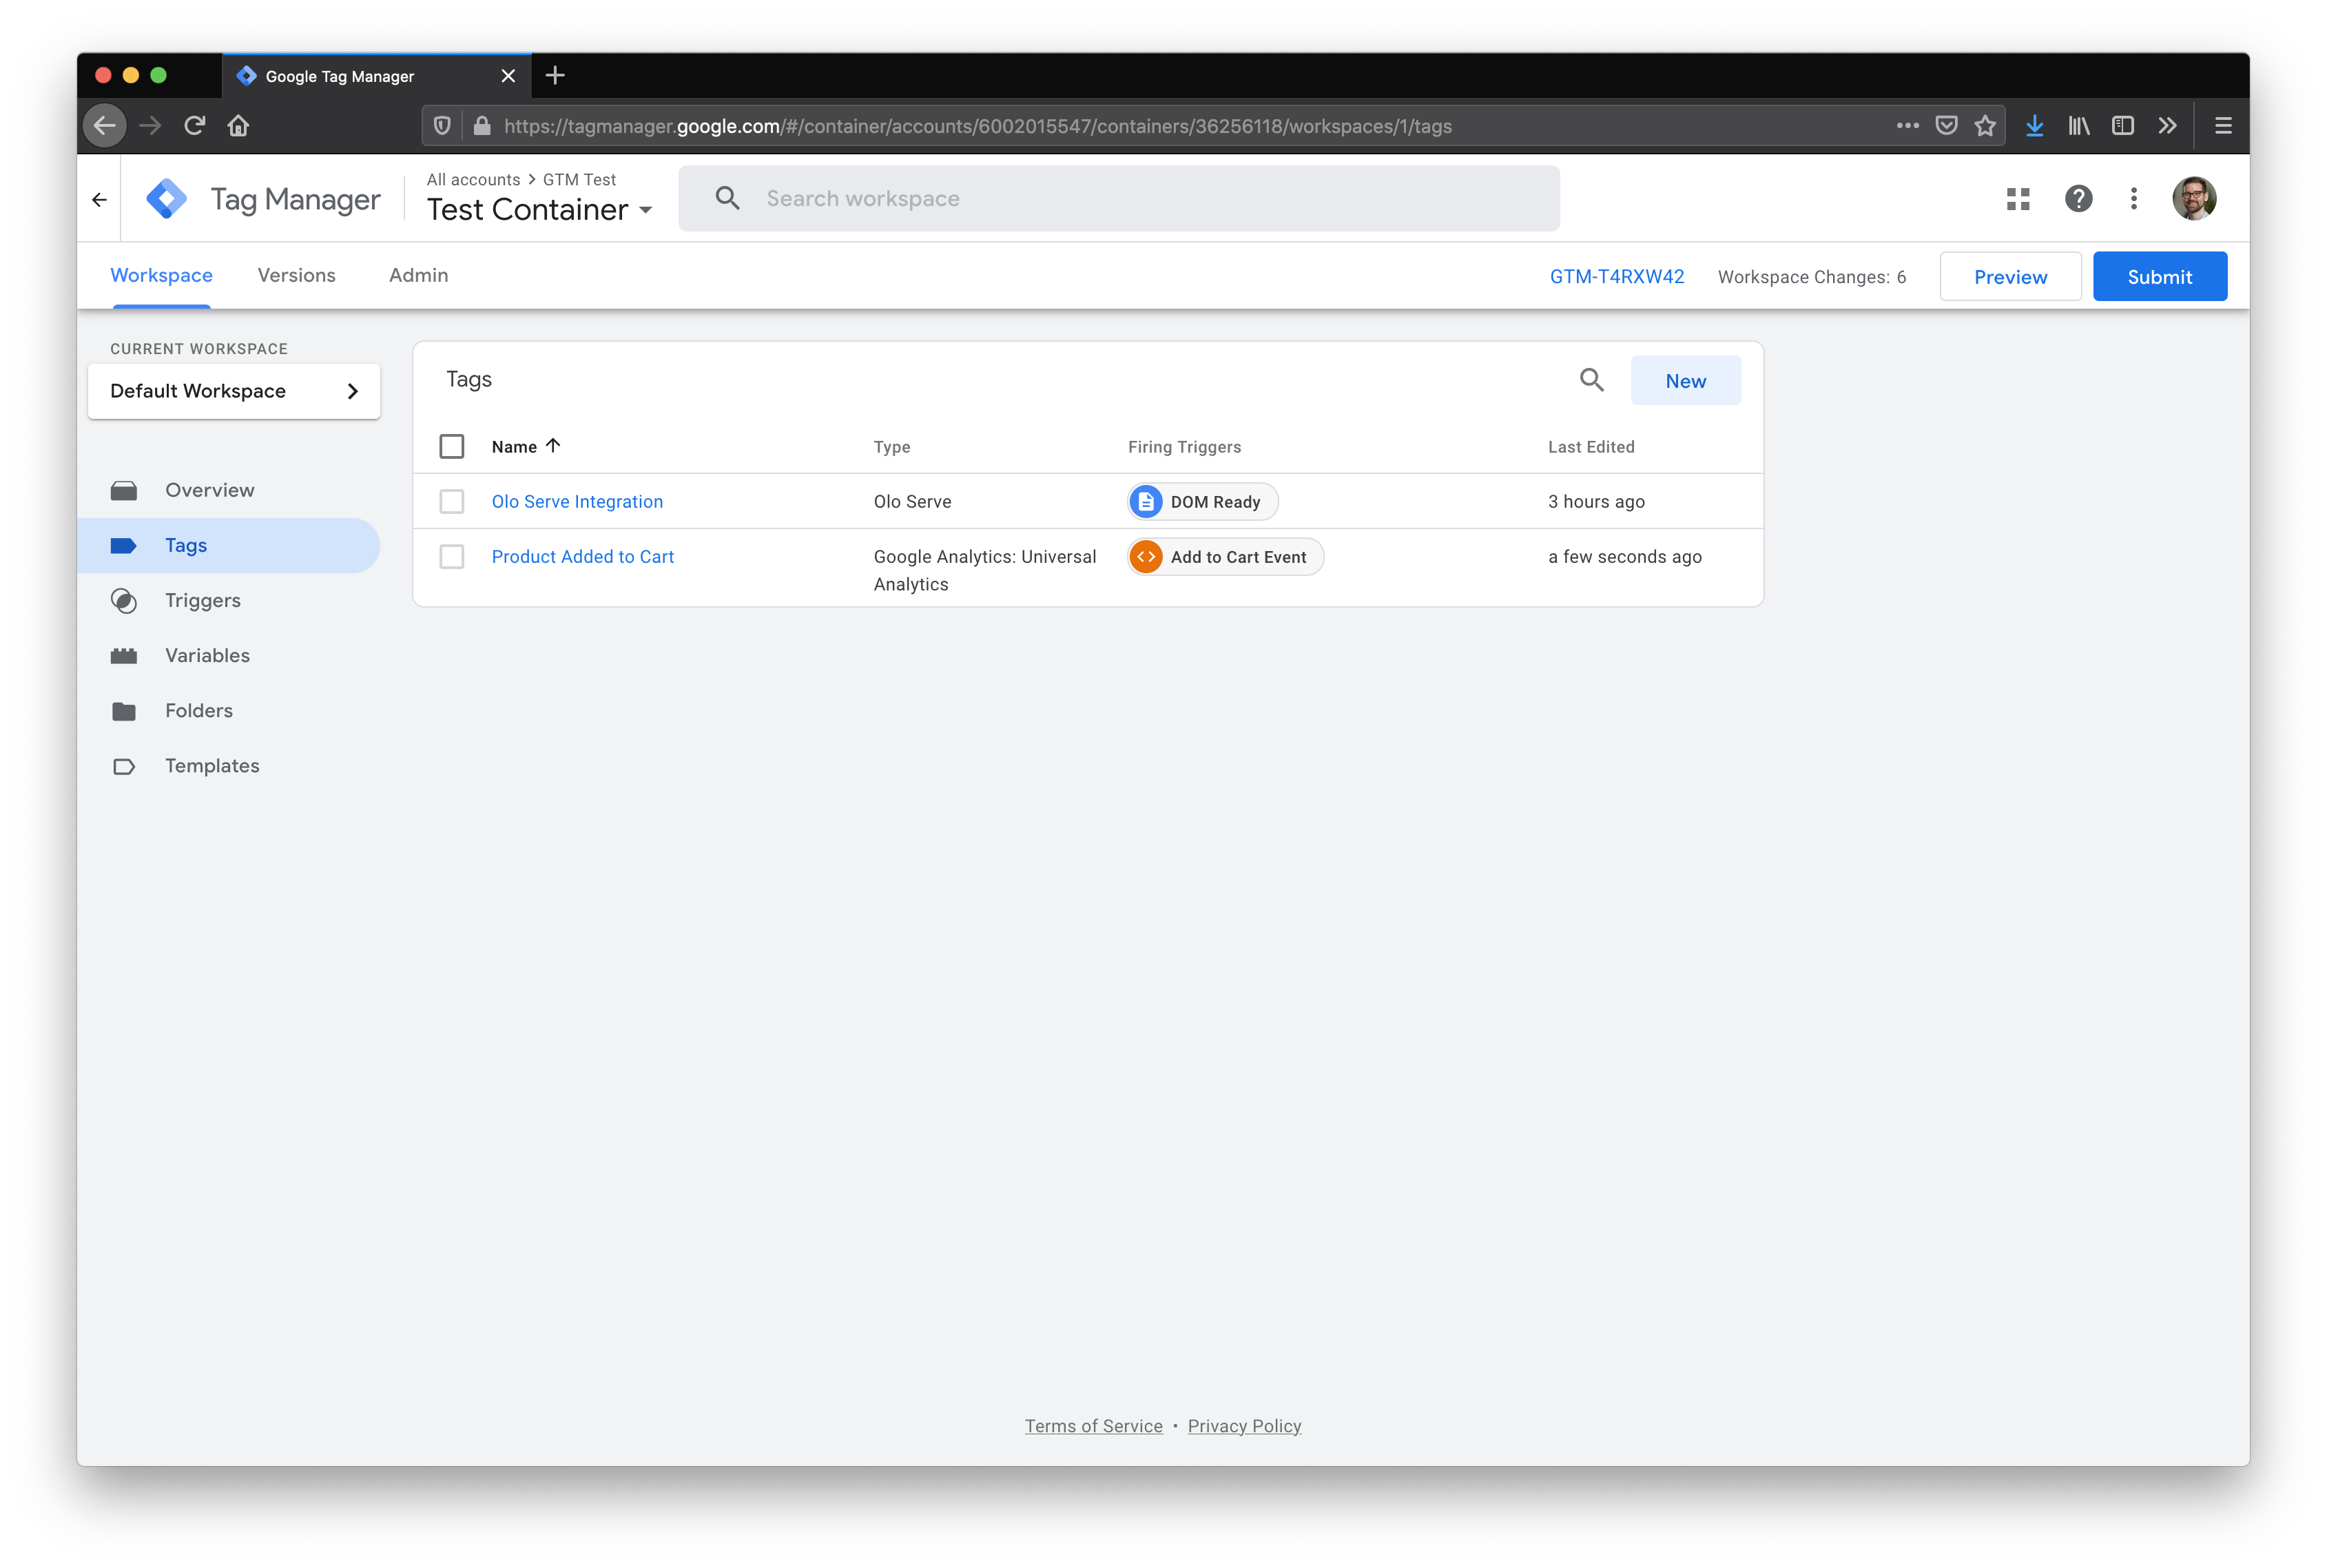 Google Tag Manager
https://tagmanager.google.com/#/container/accounts/6002015547/containers/36256118/workspaces/1/tags
Tag Manager
All accounts > GTM Test
Test Container
Search workspace
Workspace
Versions
Admin
GTM-T4RXW42
Workspace Changes: 6
Preview
Submit
CURRENT WORKSPACE
Default Workspace
Overview
Tags
Triggers
Variables
Folders
Templates
Tags
New
Name
Type
Firing Triggers
Last Edited
Olo Serve Integration
Olo Serve
DOM Ready
3 hours ago
Product Added to Cart
Google Analytics: Universal
Analytics
Add to Cart Event
a few seconds ago
Terms of Service • Privacy Policy